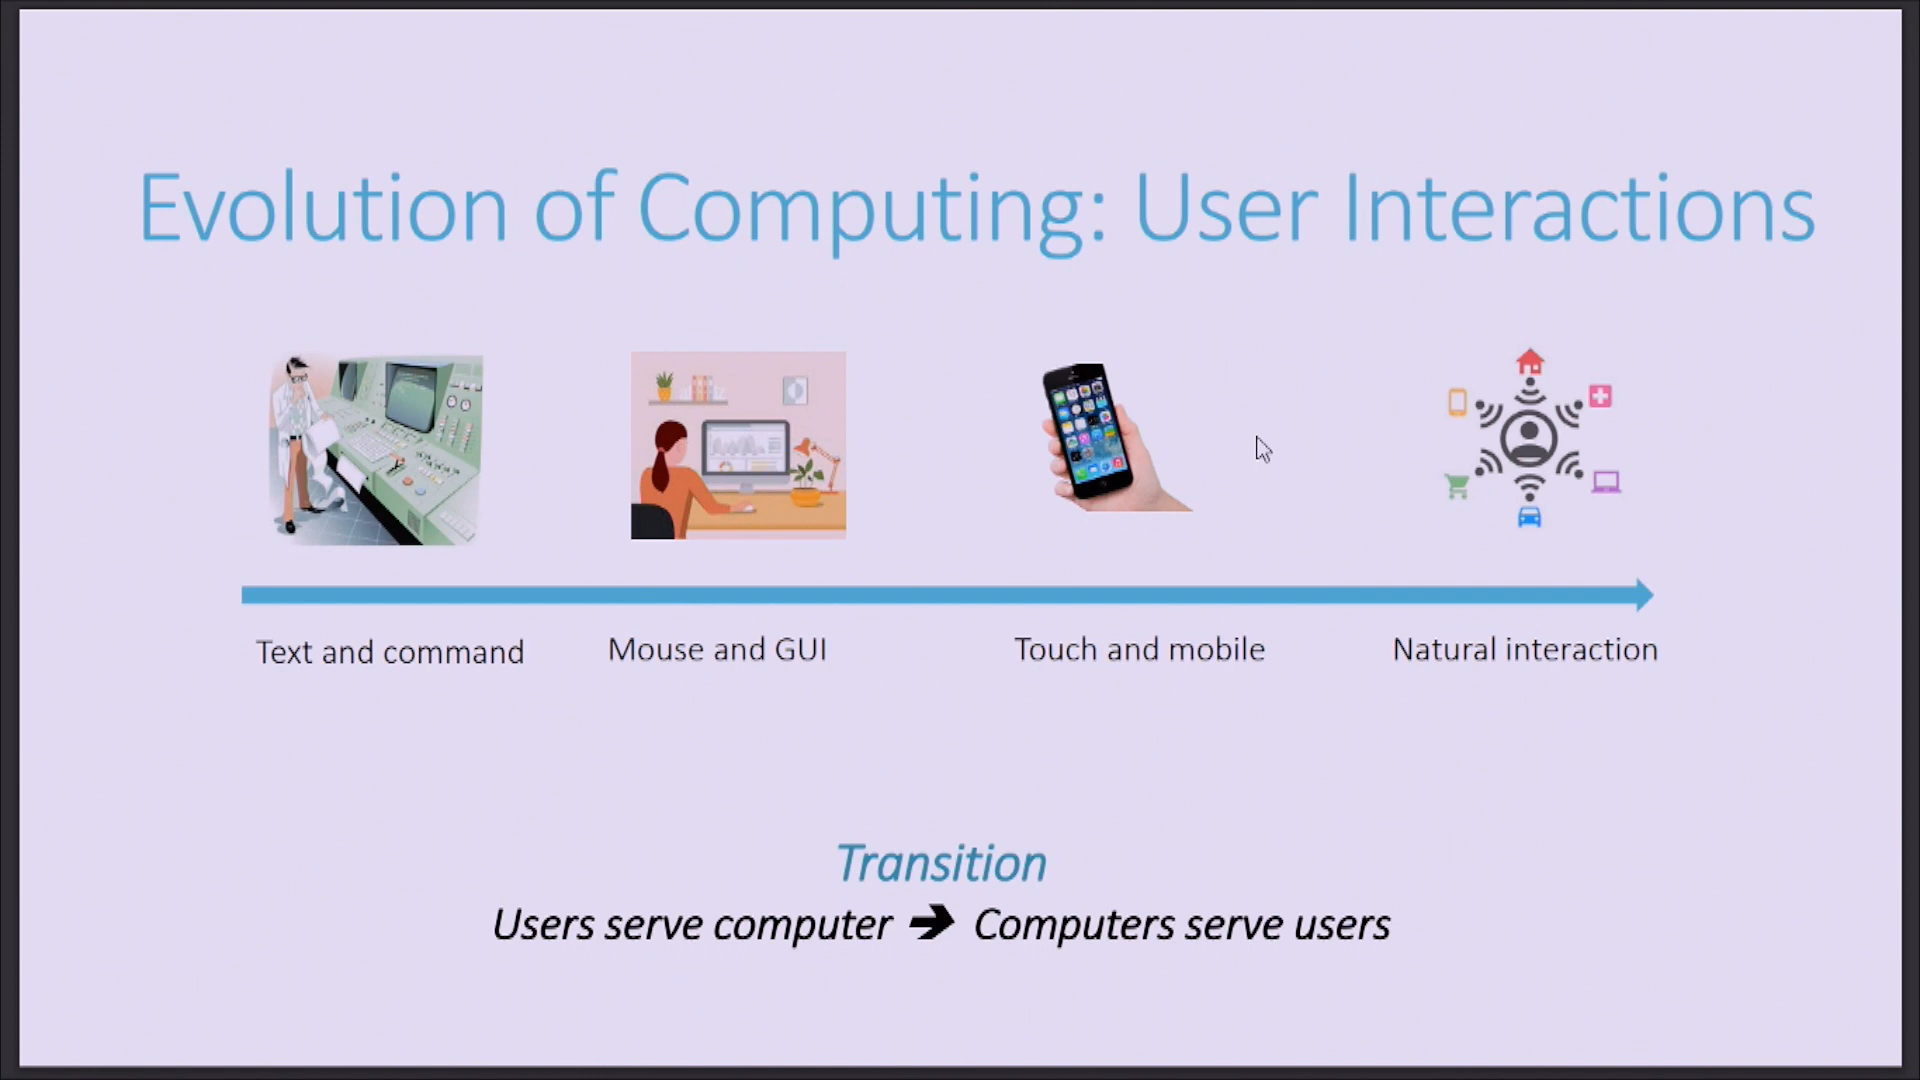 Evolution of Computing: User Interactions
Text and command
Mouse and GUI
Touch and mobile
Natural interaction
Transition
Users serve computer ➔ Computers serve users